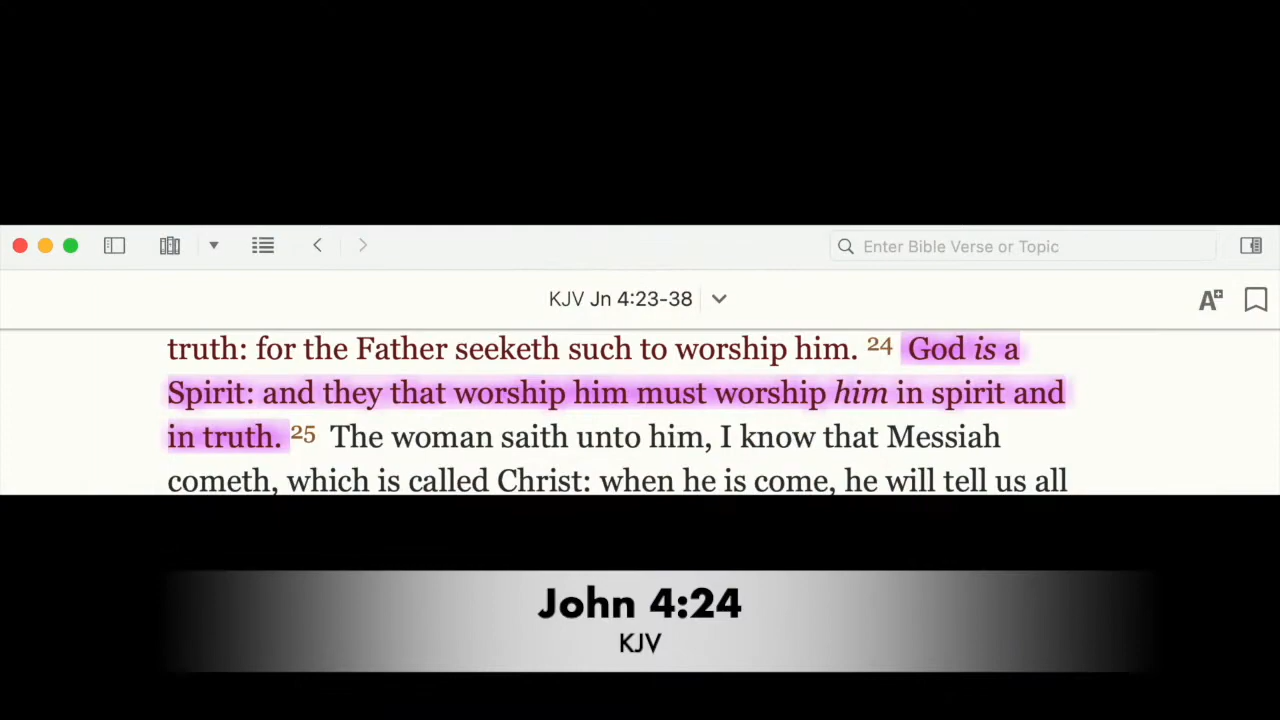 Enter Bible Verse or Topic
KJV Jn 4:23-38
truth: for the Father seeketh such to worship him. 24 God is a
Spirit: and they that worship him must worship him in spirit and
in truth. 25 The woman saith unto him, I know that Messiah
cometh, which is called Christ: when he is come, he will tell us all
John 4:24
KJV